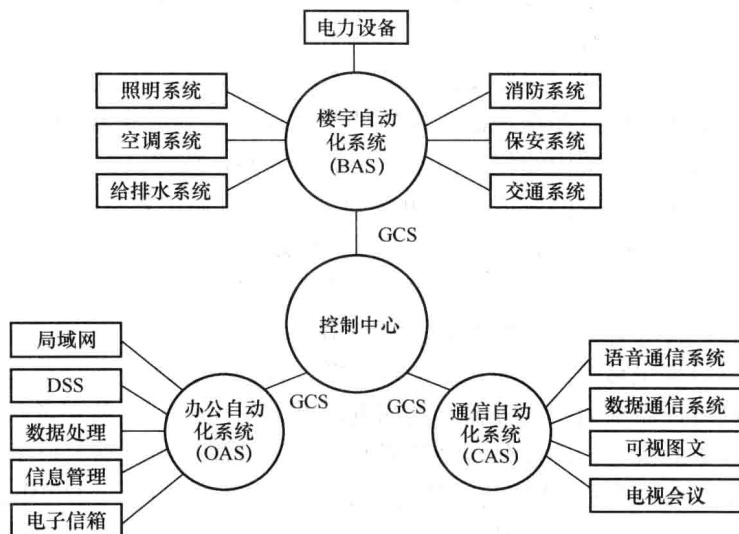 电力设备
照明系统
空调系统
给排水系统
楼宇自动
化系统
(BAS)
消防系统
保安系统
交通系统
GCS
控制中心
局域网
DSS
数据处理
信息管理
电子信箱
办公自动
化系统
(OAS)
GCS
GCS
通信自动
化系统
(CAS)
语音通信系统
数据通信系统
可视图文
电视会议